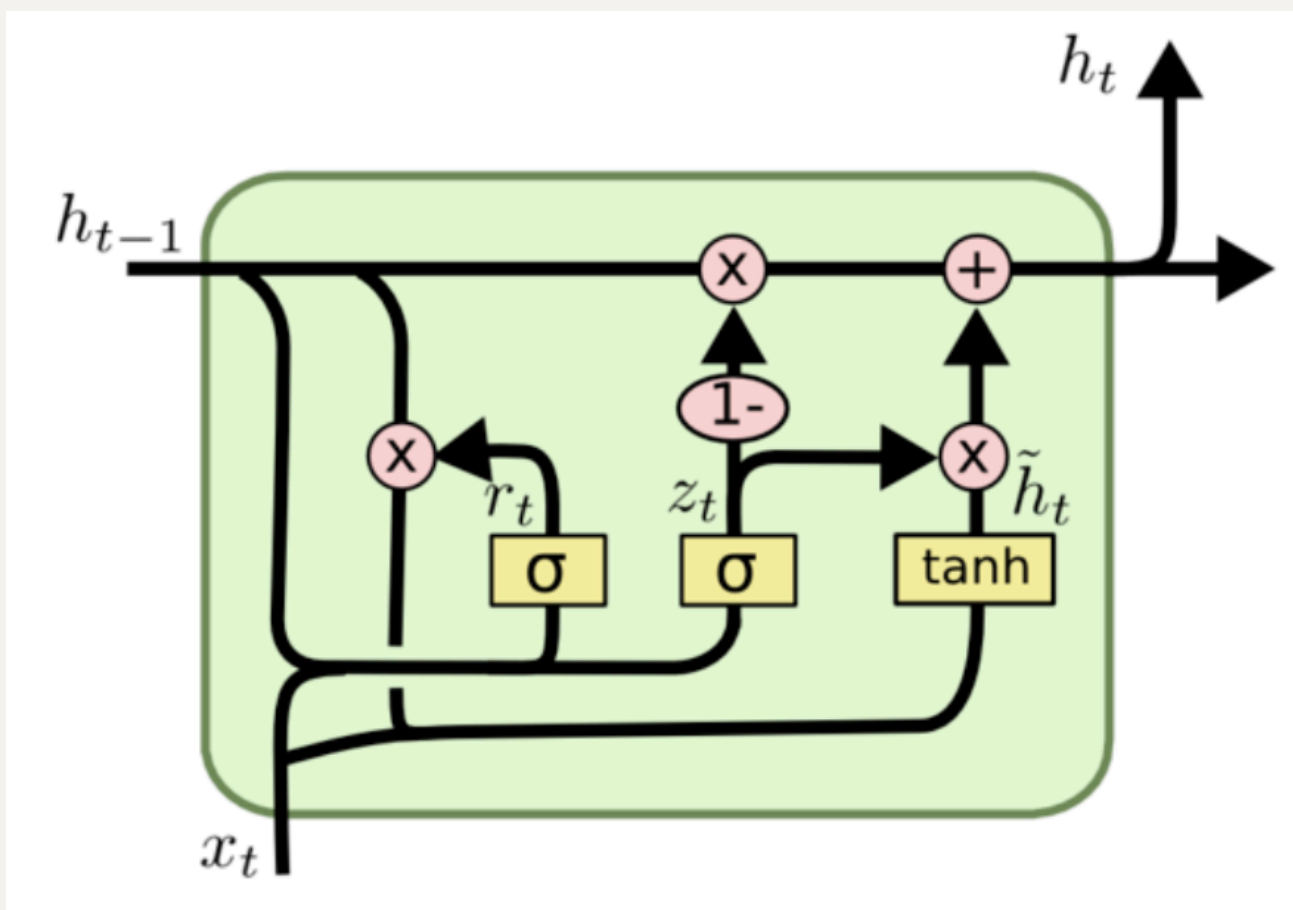 h_t
h_{t-1}
x
+
1-
x
r_t
z_t
x
h̃_t
σ
σ
tanh
x_t